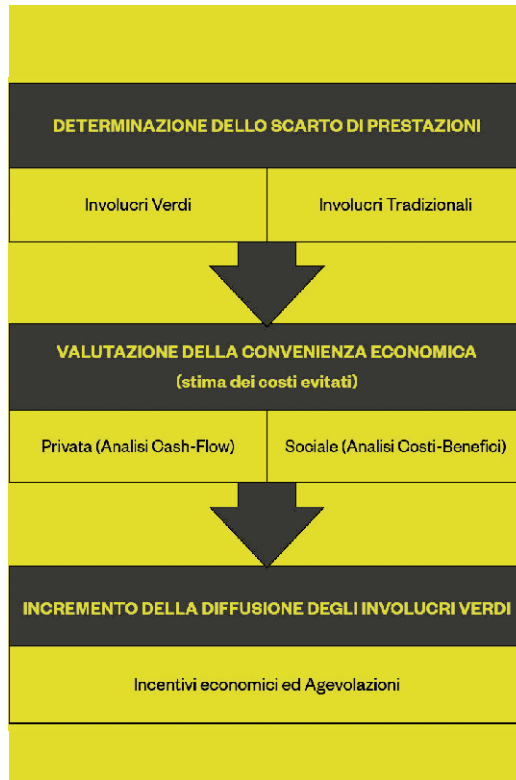 DETERMINAZIONE DELLO SCARTO DI PRESTAZIONI
Involucri Verdi
Involucri Tradizionali
VALUTAZIONE DELLA CONVENIENZA ECONOMICA
(stima dei costi evitati)
Privata (Analisi Cash-Flow)
Sociale (Analisi Costi-Benefici)
INCREMENTO DELLA DIFFUSIONE DEGLI INVOLUCRI VERDI
Incentivi economici ed Agevolazioni